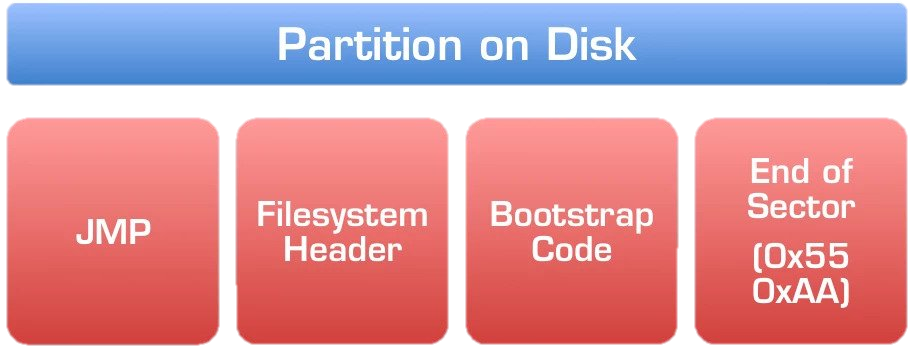 Partition on Disk
JMP
Filesystem
Header
Bootstrap
Code
End of
Sector
(0x55
0xAA)